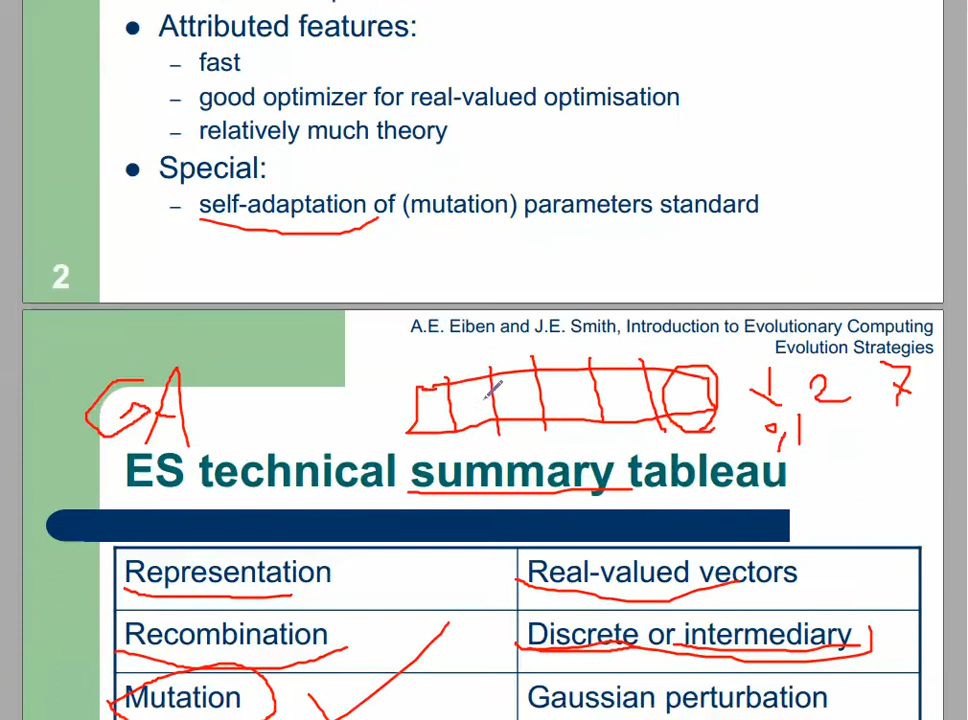 ● Attributed features:
– fast
– good optimizer for real-valued optimisation
– relatively much theory
● Special:
– self-adaptation of (mutation) parameters standard
2
A.E. Eiben and J.E. Smith, Introduction to Evolutionary Computing
Evolution Strategies
GA
1 2 7
0,1
ES technical summary tableau
Representation Real-valued vectors
Recombination Discrete or intermediary
Mutation Gaussian perturbation